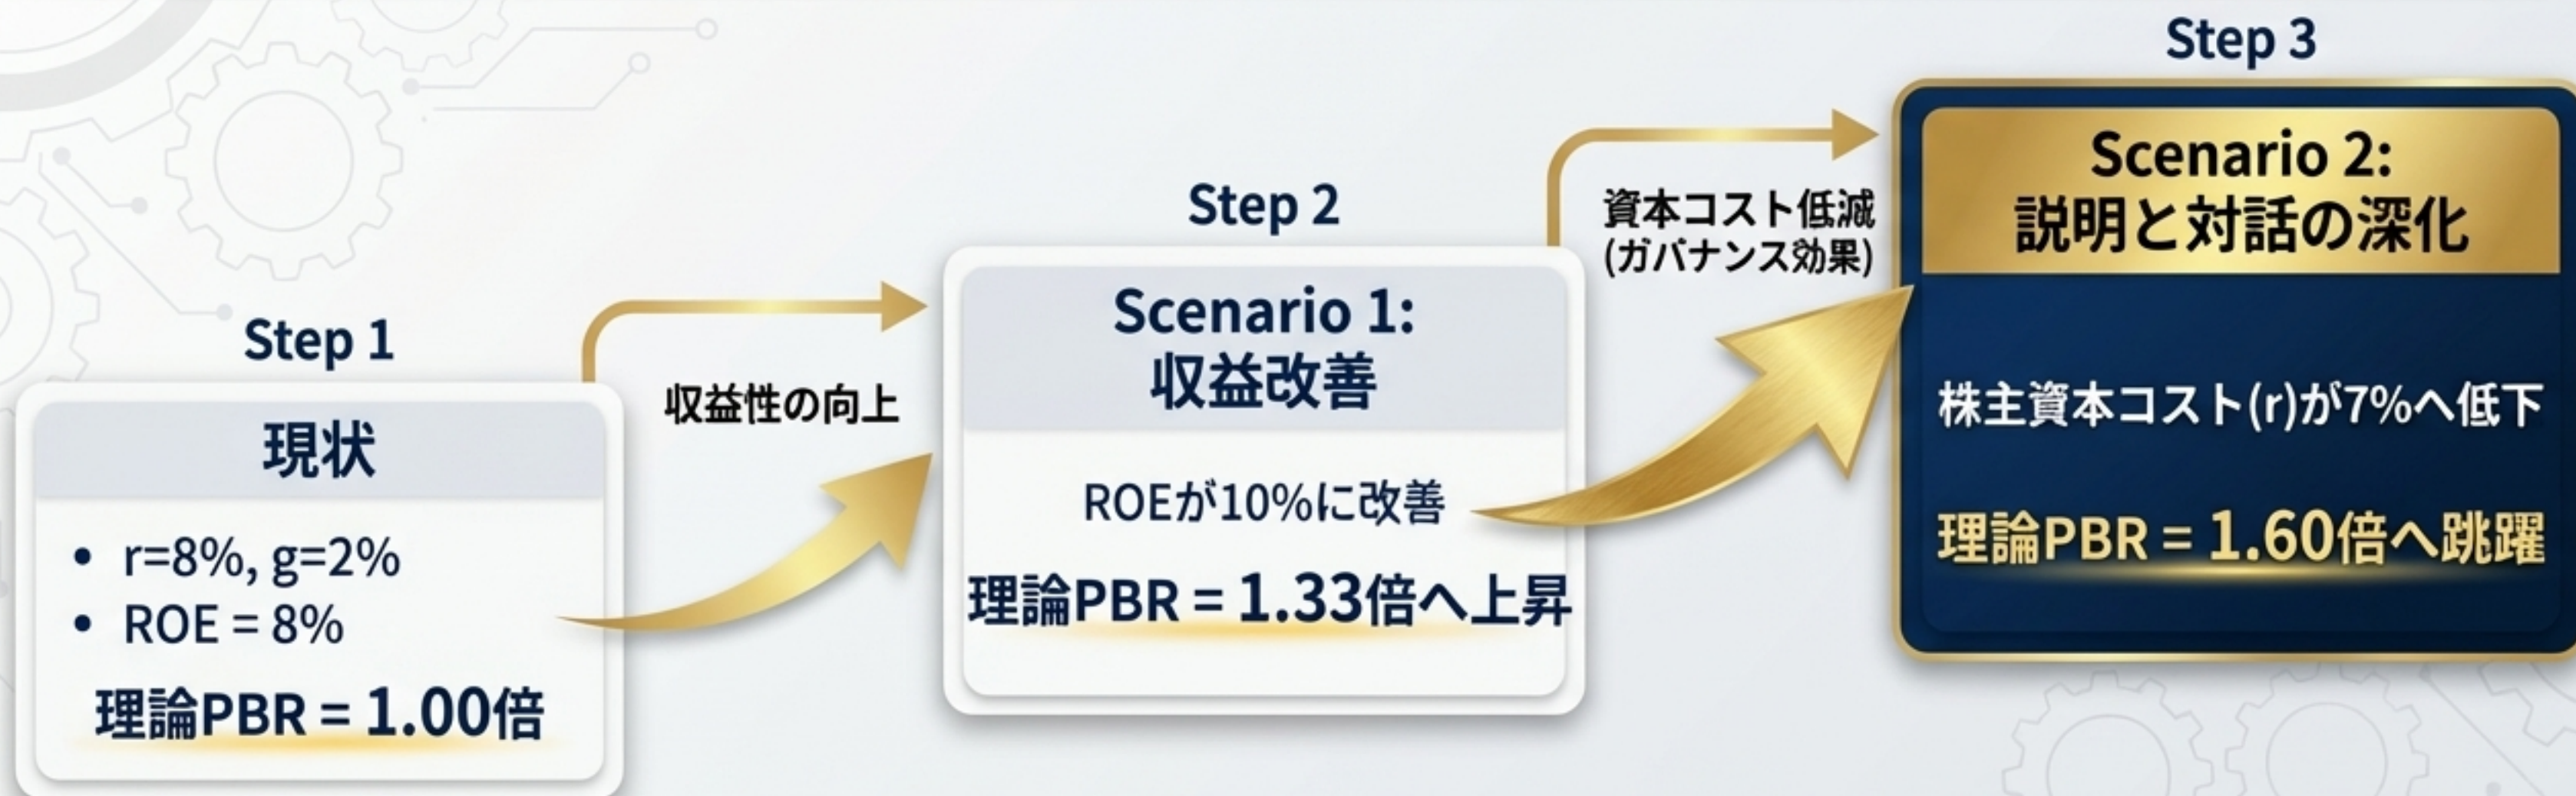 Step 1
現状
• r=8%, g=2%
• ROE = 8%
理論PBR = 1.00倍
収益性の向上
Step 2
Scenario 1:
収益改善
ROEが10%に改善
理論PBR = 1.33倍へ上昇
資本コスト低減
(ガバナンス効果)
Step 3
Scenario 2:
説明と対話の深化
株主資本コスト(r)が7%へ低下
理論PBR = 1.60倍へ跳躍